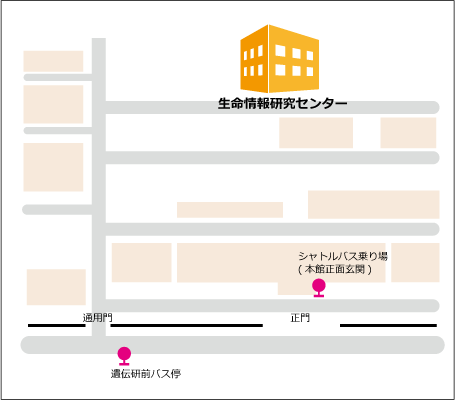 生命情報研究センター
シャトルバス乗り場
( 本館正面玄関 )
通用門
正門
遺伝研前バス停